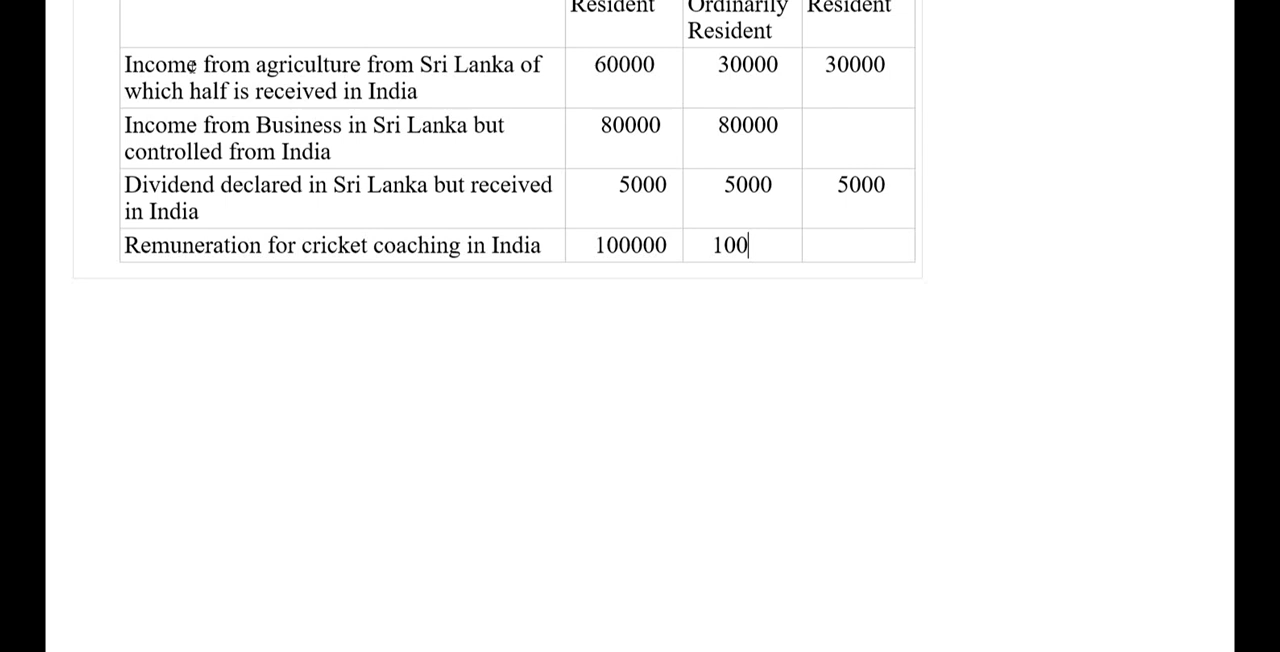 Resident Ordinarily Resident
Resident
Income from agriculture from Sri Lanka of 60000 30000 30000
which half is received in India
Income from Business in Sri Lanka but 80000 80000
controlled from India
Dividend declared in Sri Lanka but received 5000 5000 5000
in India
Remuneration for cricket coaching in India 100000 100